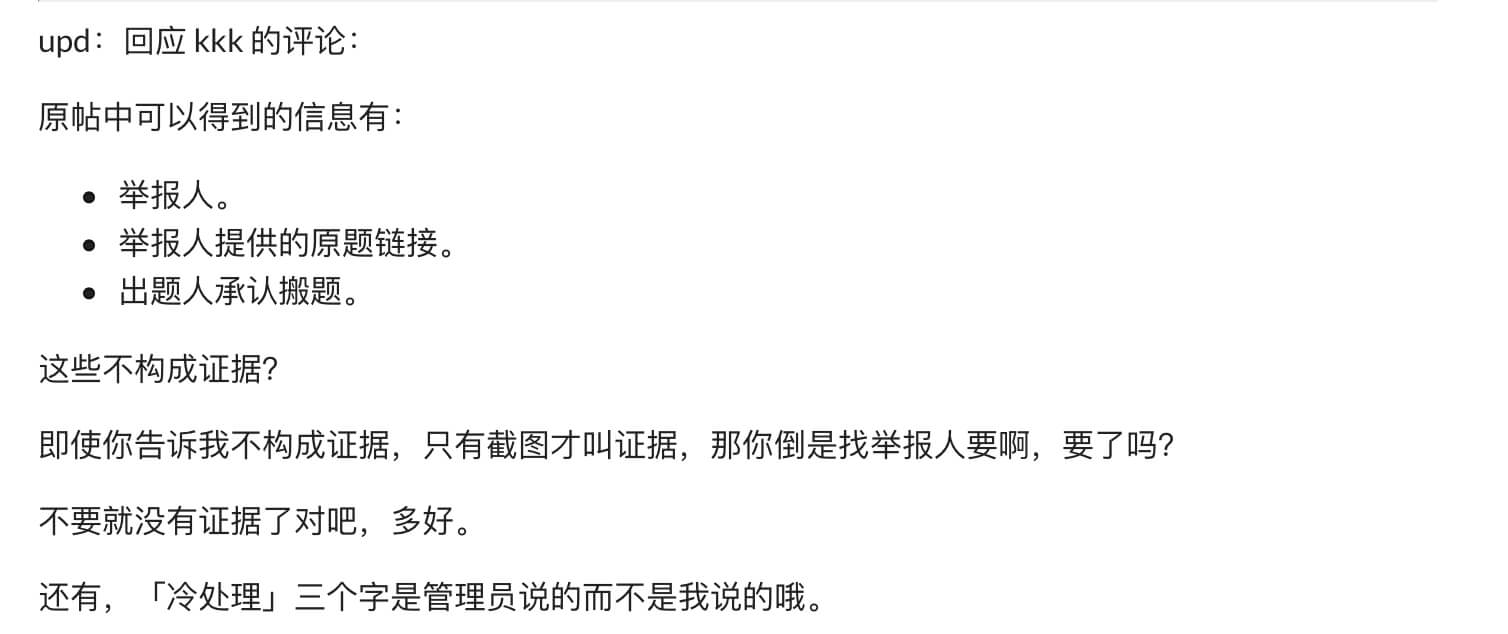 upd：回应 kkk 的评论：
原帖中可以得到的信息有：
• 举报人。
• 举报人提供的原题链接。
• 出题人承认搬题。
这些不构成证据？
即使你告诉我不构成证据，只有截图才叫证据，那你倒是找举报人要啊，要了吗？
不要就没有证据了对吧，多好。
还有，「冷处理」三个字是管理员说的而不是我说的哦。